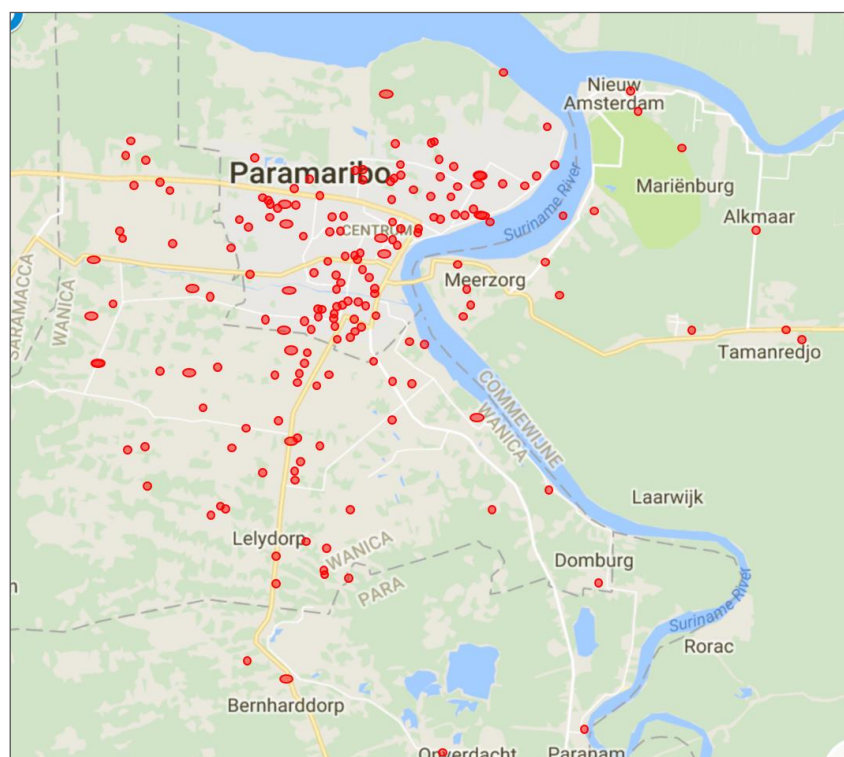 Nieuw
Amsterdam
Paramaribo
Suriname River
Mariënburg
Alkmaar
CENTRUM
SARAMACCA
WANICA
Meerzorg
Tamanredjo
COMMEWIJNE
WANICA
Laarwijk
Lelydorp
WANICA
PARA
Domburg
Suriname River
Rorac
Bernharddorp
Onverdacht
Paranam